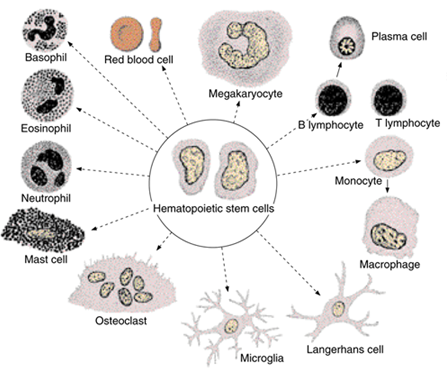 Basophil
Red blood cell
Megakaryocyte
Plasma cell
B lymphocyte
T lymphocyte
Eosinophil
Neutrophil
Hematopoietic stem cells
Monocyte
Mast cell
Macrophage
Osteoclast
Microglia
Langerhans cell